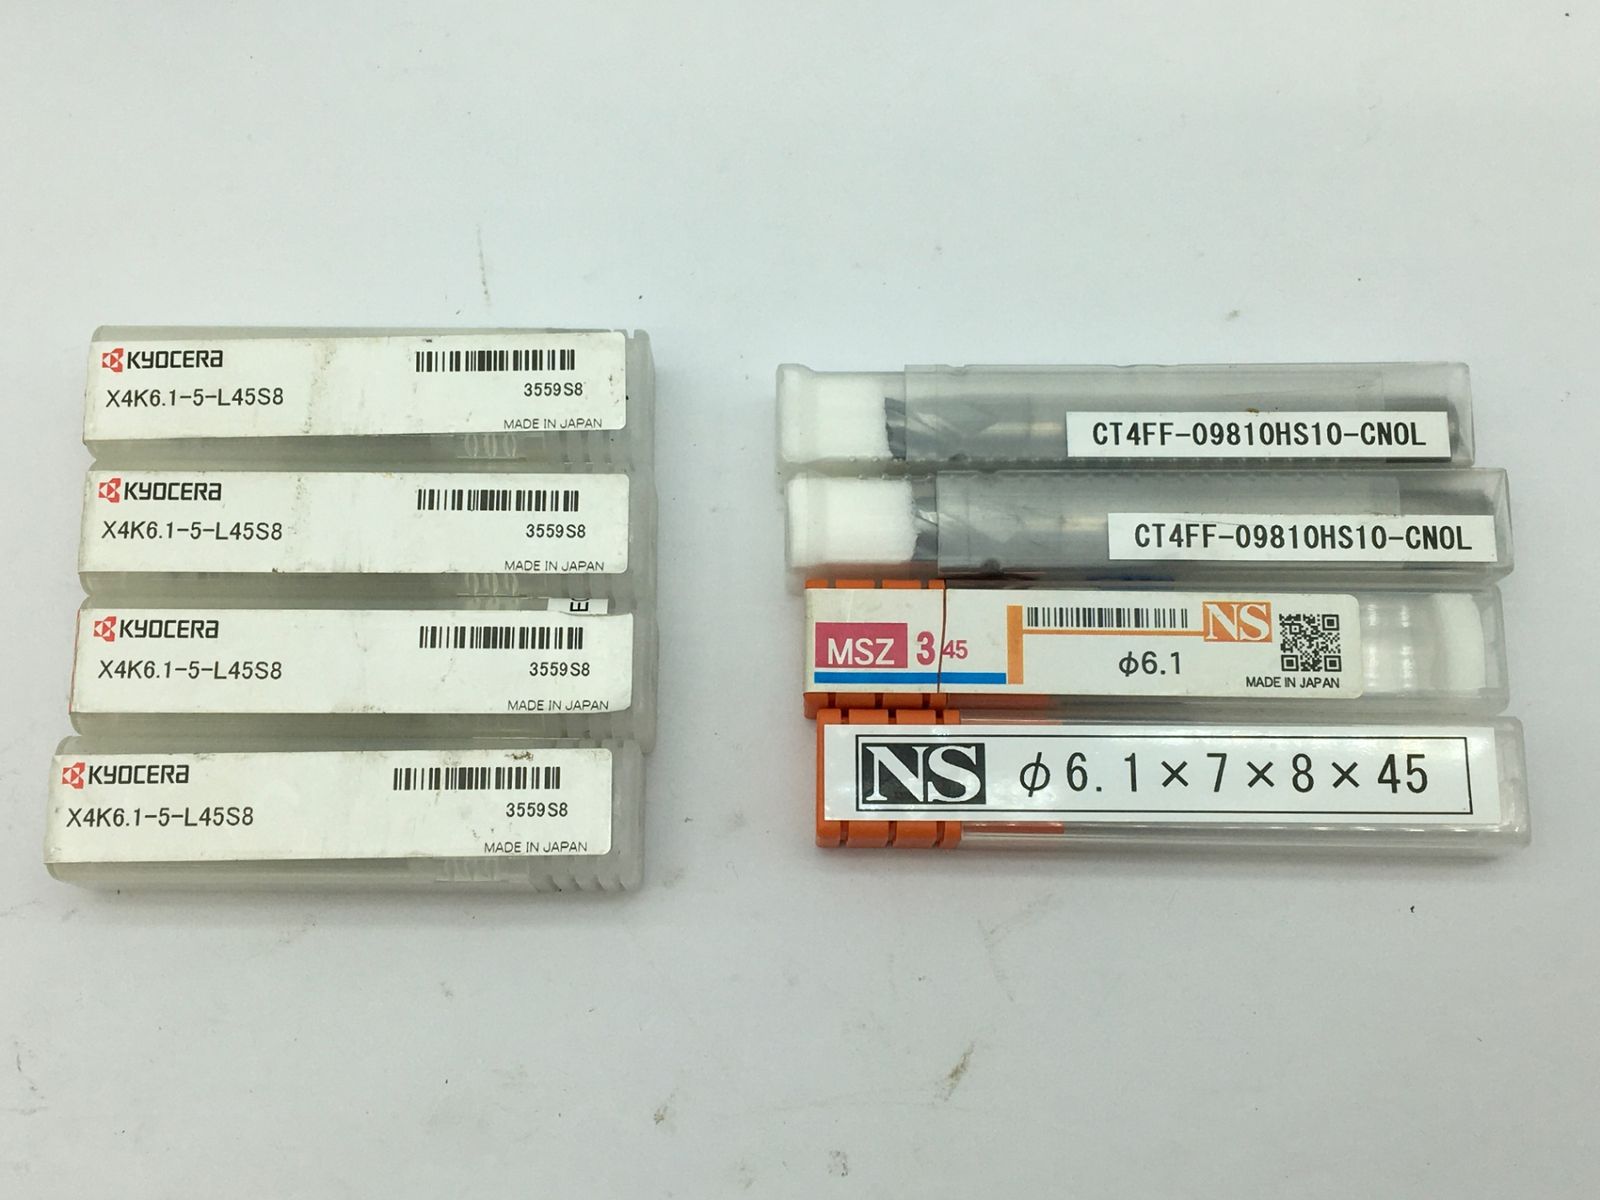 KYOCERA
X4K6.1-5-L45S8
3559S8
MADE IN JAPAN
KYOCERA
X4K6.1-5-L45S8
3559S8
MADE IN JAPAN
KYOCERA
X4K6.1-5-L45S8
3559S8
MADE IN JAPAN
KYOCERA
X4K6.1-5-L45S8
3559S8
MADE IN JAPAN
CT4FF-09810HS10-CNOL
CT4FF-09810HS10-CNOL
MSZ 345
NS
φ6.1
MADE IN JAPAN
NS φ6.1×7×8×45